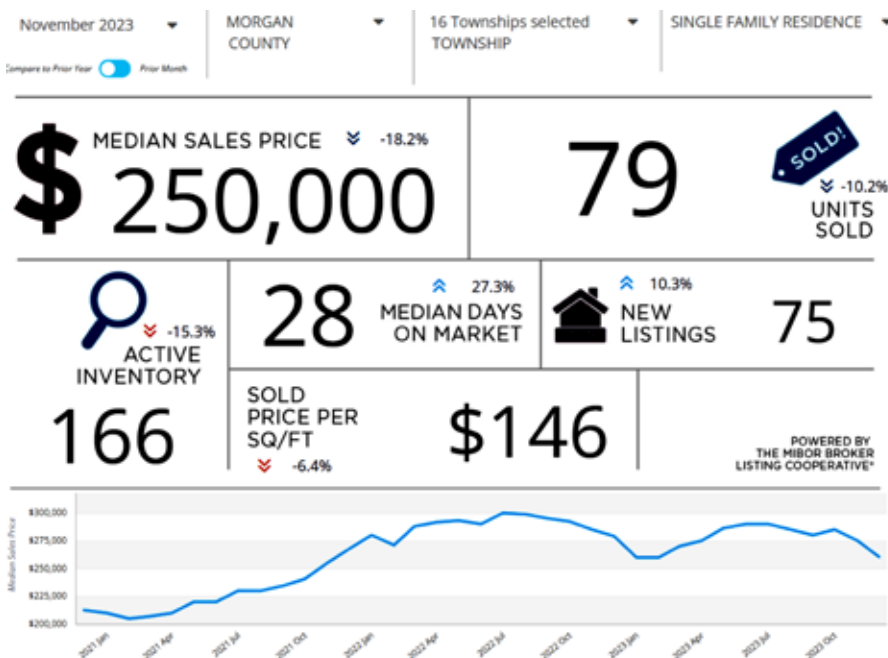 November 2023
MORGAN
COUNTY
16 Townships selected
TOWNSHIP
SINGLE FAMILY RESIDENCE
Compare to Prior Year
Prior Month
$
MEDIAN SALES PRICE
-18.2%
250,000
79
SOLD!
-10.2%
UNITS
SOLD
-15.3%
ACTIVE
INVENTORY
166
28
27.3%
MEDIAN DAYS
ON MARKET
10.3%
NEW
LISTINGS
75
SOLD
PRICE PER
SQ/FT
-6.4%
$146
POWERED BY
THE MIBOR BROKER
LISTING COOPERATIVE®
Median Sales Price
$300,000
$275,000
$250,000
$225,000
$200,000
2021 Jan
2021 Apr
2021 Jul
2021 Oct
2022 Jan
2022 Apr
2022 Jul
2022 Oct
2023 Jan
2023 Apr
2023 Jul
2023 Oct